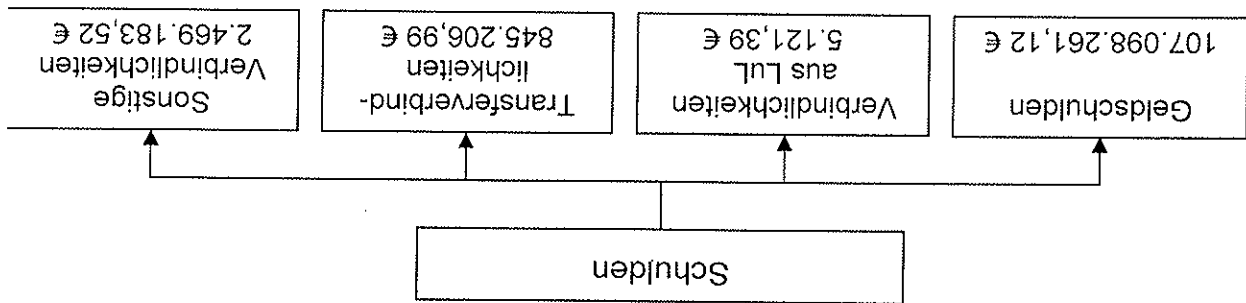 Schulden
Geldschulden
107.098.261,12 €
Verbindlichkeiten
aus LuL
5.121,39 €
Transferverbind-
lichkeiten
845.206,99 €
Sonstige
Verbindlichkeiten
2.469.183,52 €